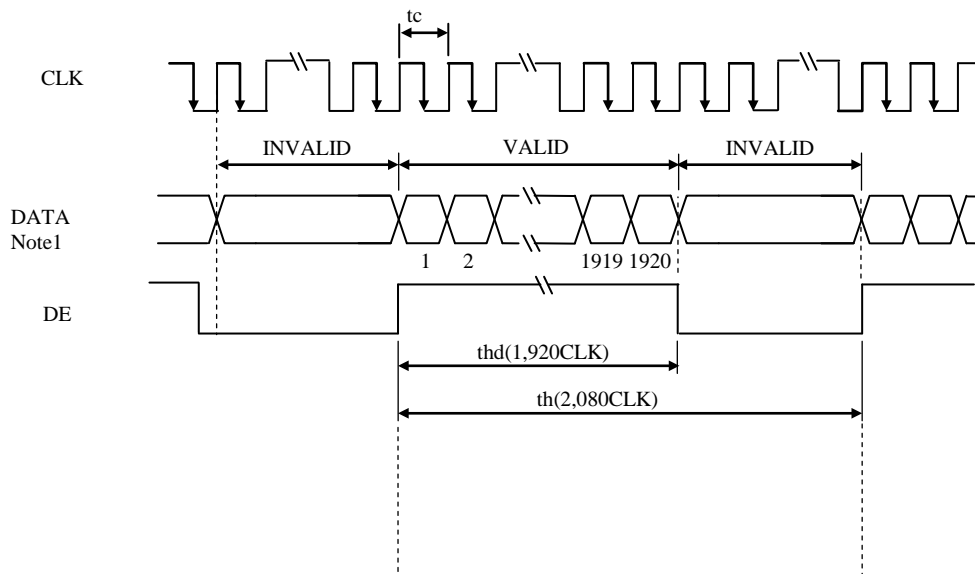 tc
CLK
INVALID VALID INVALID
DATA
Note1
1 2 1919 1920
DE
thd(1,920CLK)
th(2,080CLK)